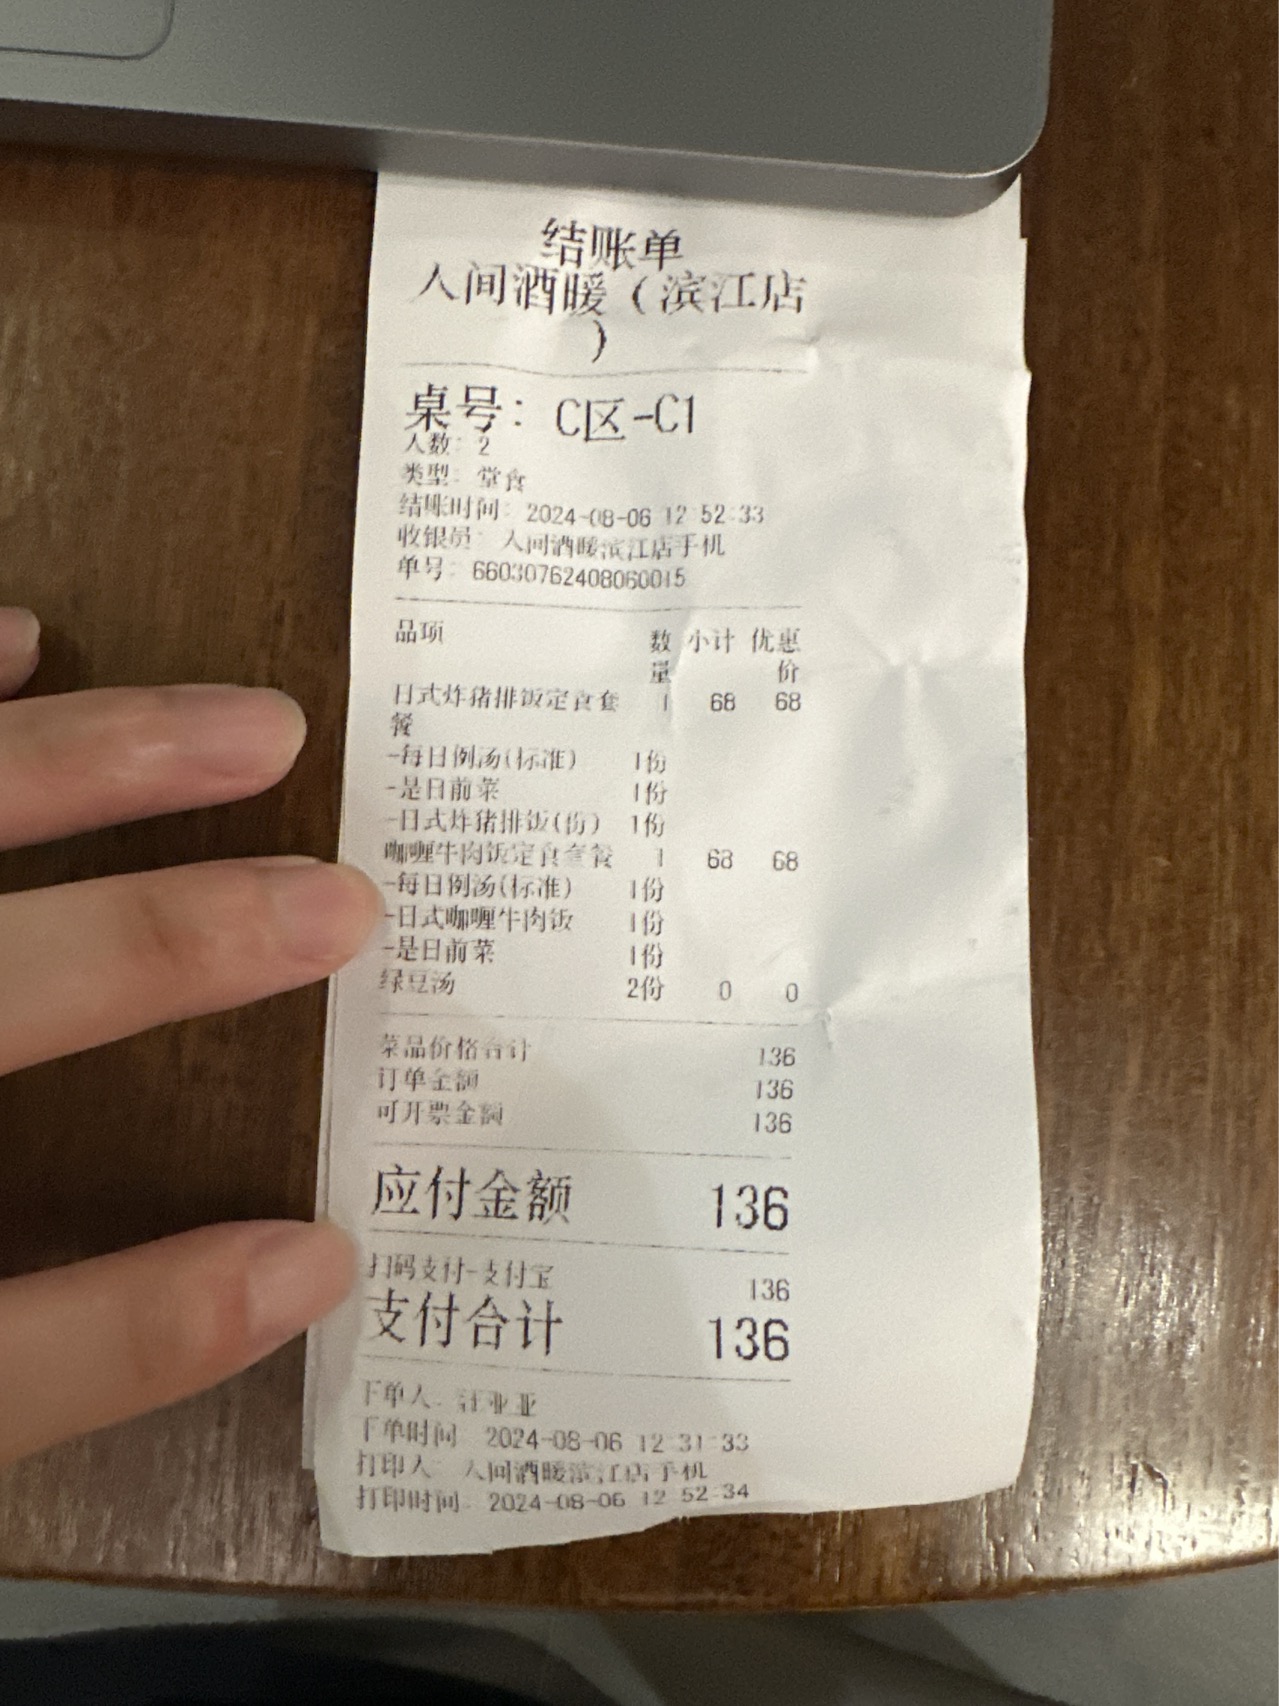 结账单
人间酒暖（滨江店
）
桌号: C区-C1
人数: 2
类型: 堂食
结账时间: 2024-08-06 12:52:33
收银员: 人间酒暖滨江店手机
单号: 66030762408060015
品项 数量 小计 优惠价
日式炸猪排饭定食套餐 1 68 68
-每日例汤(标准) 1份
-是日前菜 1份
-日式炸猪排饭(份) 1份
咖喱牛肉饭定食套餐 1 68 68
-每日例汤(标准) 1份
-日式咖喱牛肉饭 1份
-是日前菜 1份
绿豆汤 2份 0 0
菜品价格合计 136
订单金额 136
可开票金额 136
应付金额 136
扫码支付-支付宝 136
支付合计 136
下单人:
下单时间: 2024-08-06 12:31:33
打印人: 人间酒暖滨江店手机
打印时间: 2024-08-06 12:52:34